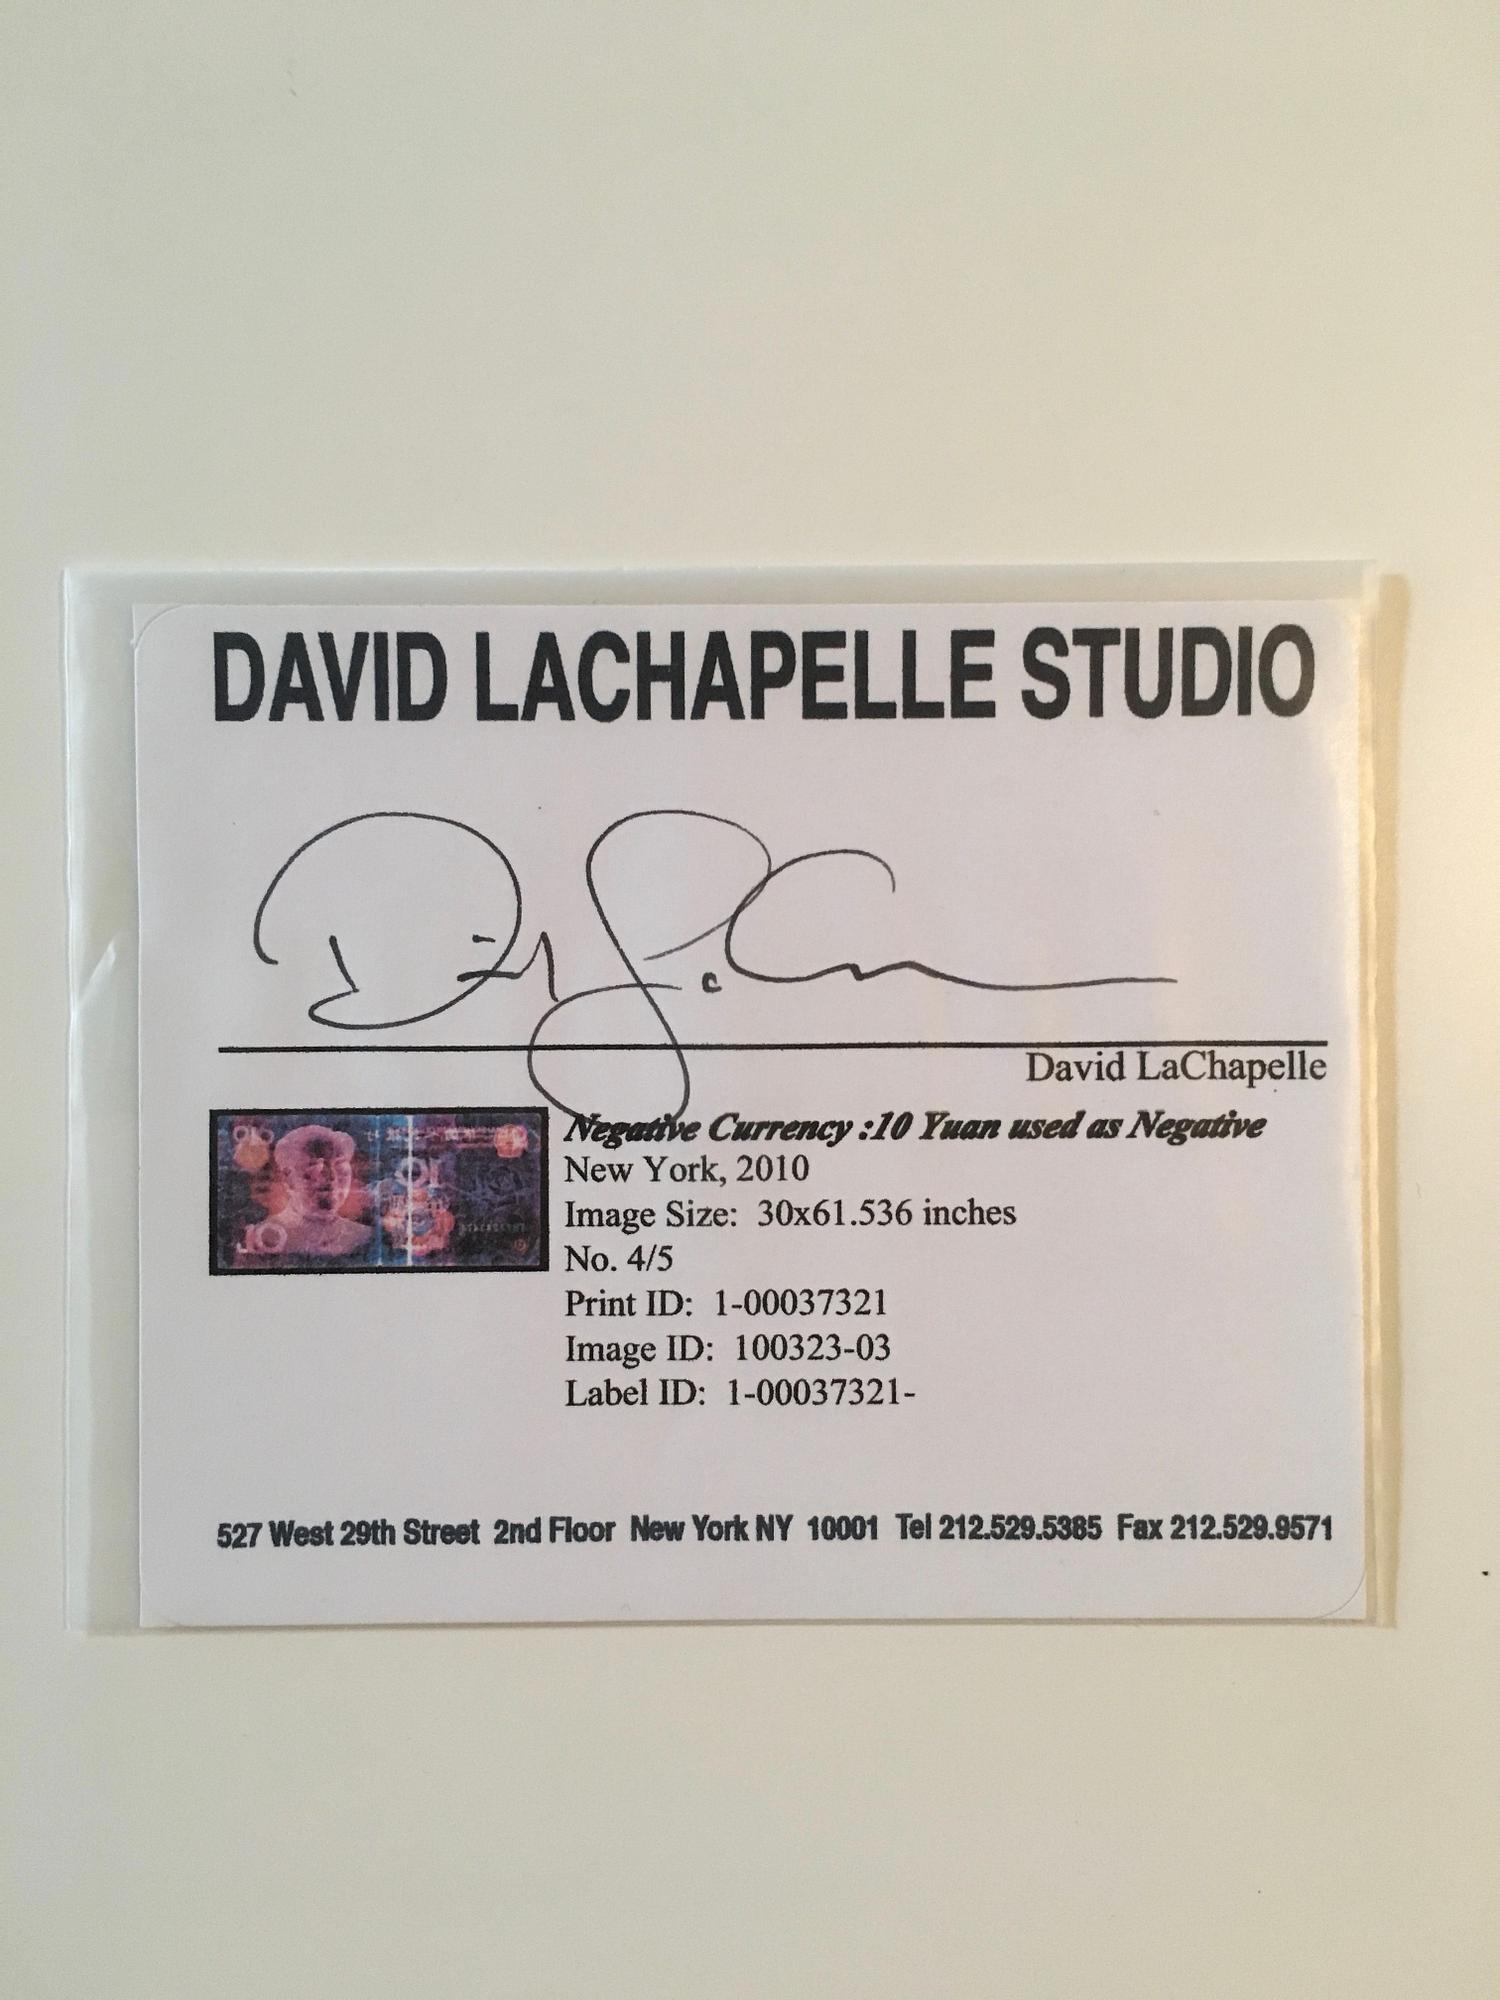 DAVID LACHAPELLE STUDIO
David LaChapelle
Negative Currency :10 Yuan used as Negative
New York, 2010
Image Size: 30x61.536 inches
No. 4/5
Print ID: 1-00037321
Image ID: 100323-03
Label ID: 1-00037321-
527 West 29th Street 2nd Floor New York NY 10001 Tel 212.529.5385 Fax 212.529.9571